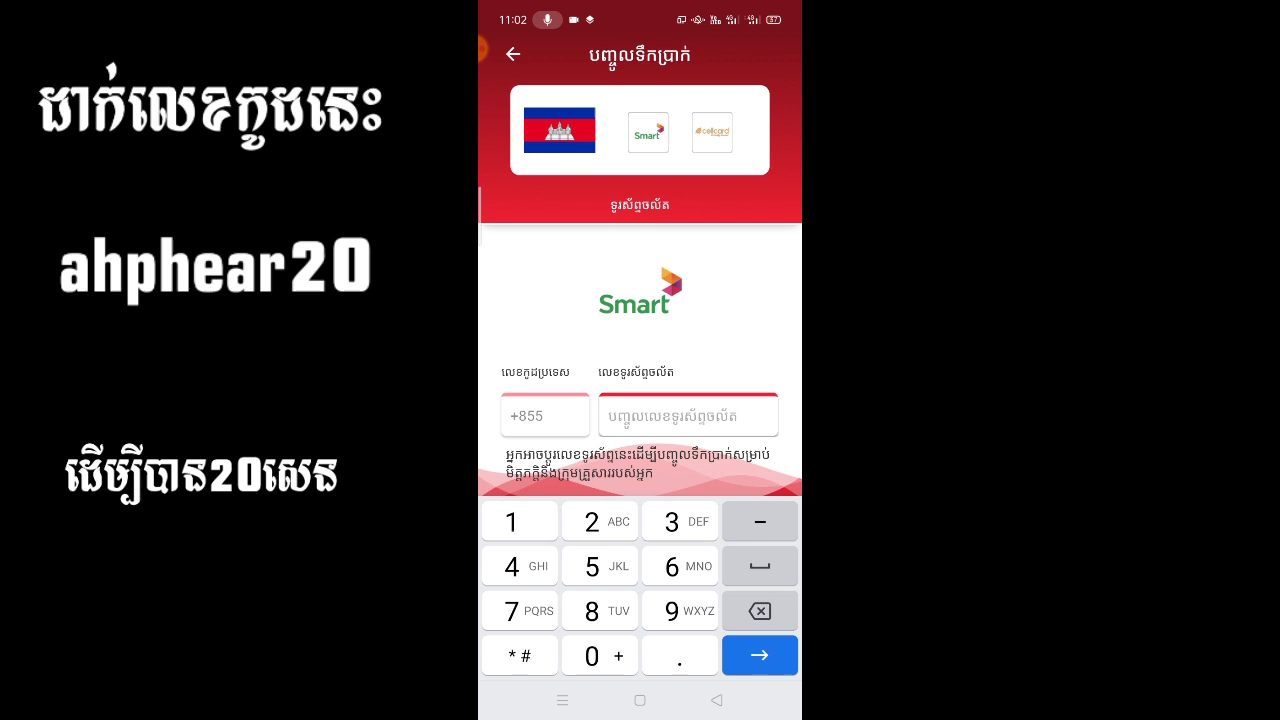 ដាក់លេខកូដនេះ
ahphear20
ដើម្បីបាន20សេន
11:02
57
បញ្ចូលទឹកប្រាក់
Smart
cellcard
ទូរស័ព្ទចល័ត
Smart
លេខកូដប្រទេស
លេខទូរស័ព្ទចល័ត
+855
បញ្ចូលលេខទូរស័ព្ទចល័ត
អ្នកអាចប្តូរលេខទូរស័ព្ទនេះដើម្បីបញ្ចូលទឹកប្រាក់សម្រាប់
មិត្តភក្តិនិងក្រុមគ្រួសាររបស់អ្នក
1
2 ABC
3 DEF
-
4 GHI
5 JKL
6 MNO
7 PQRS
8 TUV
9 WXYZ
* #
0 +
.